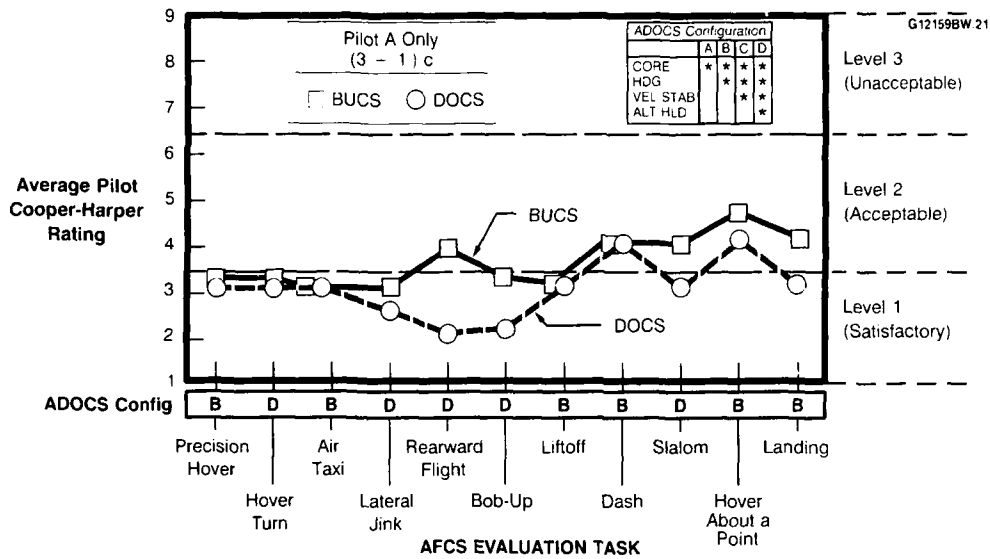 G12159BW.21
9
8
7
6
5
4
3
2
1
Average Pilot
Cooper-Harper
Rating
Pilot A Only
(3 – 1) c
BUCS DOCS
ADOCS Configuration
A B C D
CORE * * * *
HDG * * *
VEL STAB * *
ALT HLD *
Level 3
(Unacceptable)
Level 2
(Acceptable)
Level 1
(Satisfactory)
BUCS
DOCS
ADOCS Config B D B D D D B B D B B
Precision
Hover
Hover
Turn
Air
Taxi
Lateral
Jink
Rearward
Flight
Bob-Up
Liftoff
Dash
Slalom
Hover
About a
Point
Landing
AFCS EVALUATION TASK